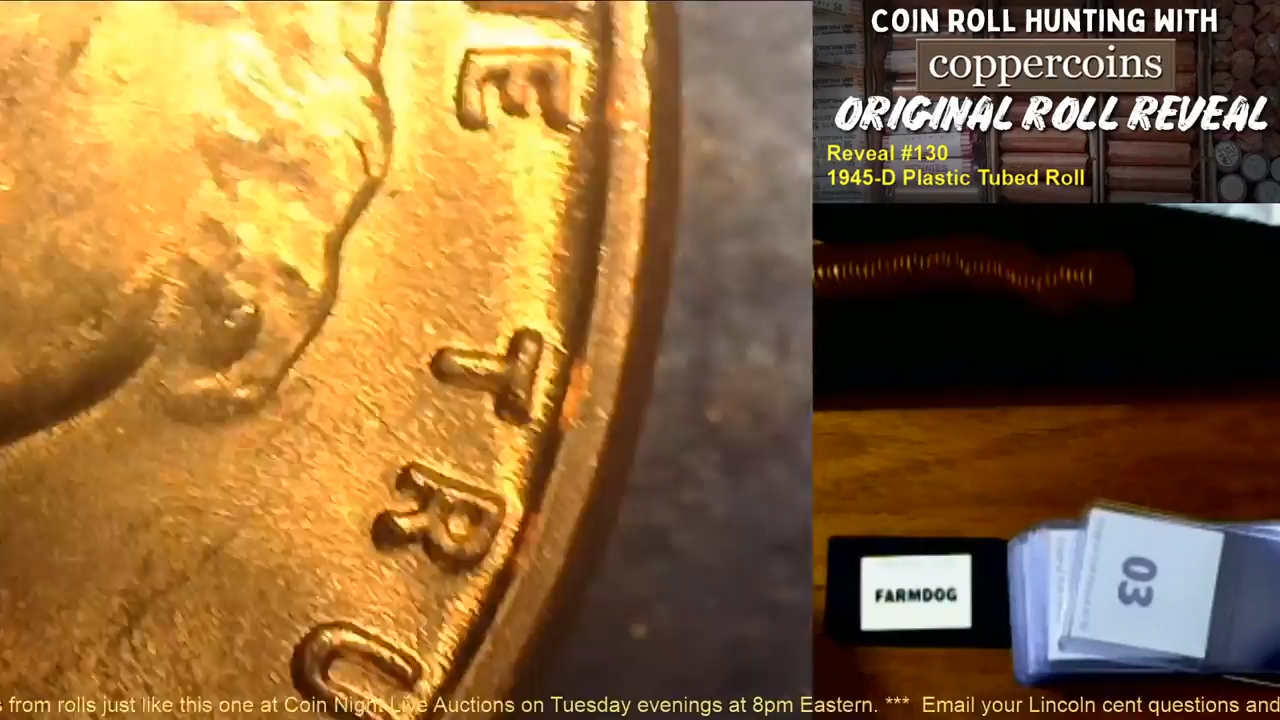 COIN ROLL HUNTING WITH
coppercoins
ORIGINAL ROLL REVEAL
Reveal #130
1945-D Plastic Tubed Roll
E
T
R
U
FARMDOG
03
s from rolls just like this one at Coin Night Live Auctions on Tuesday evenings at 8pm Eastern. *** Email your Lincoln cent questions and